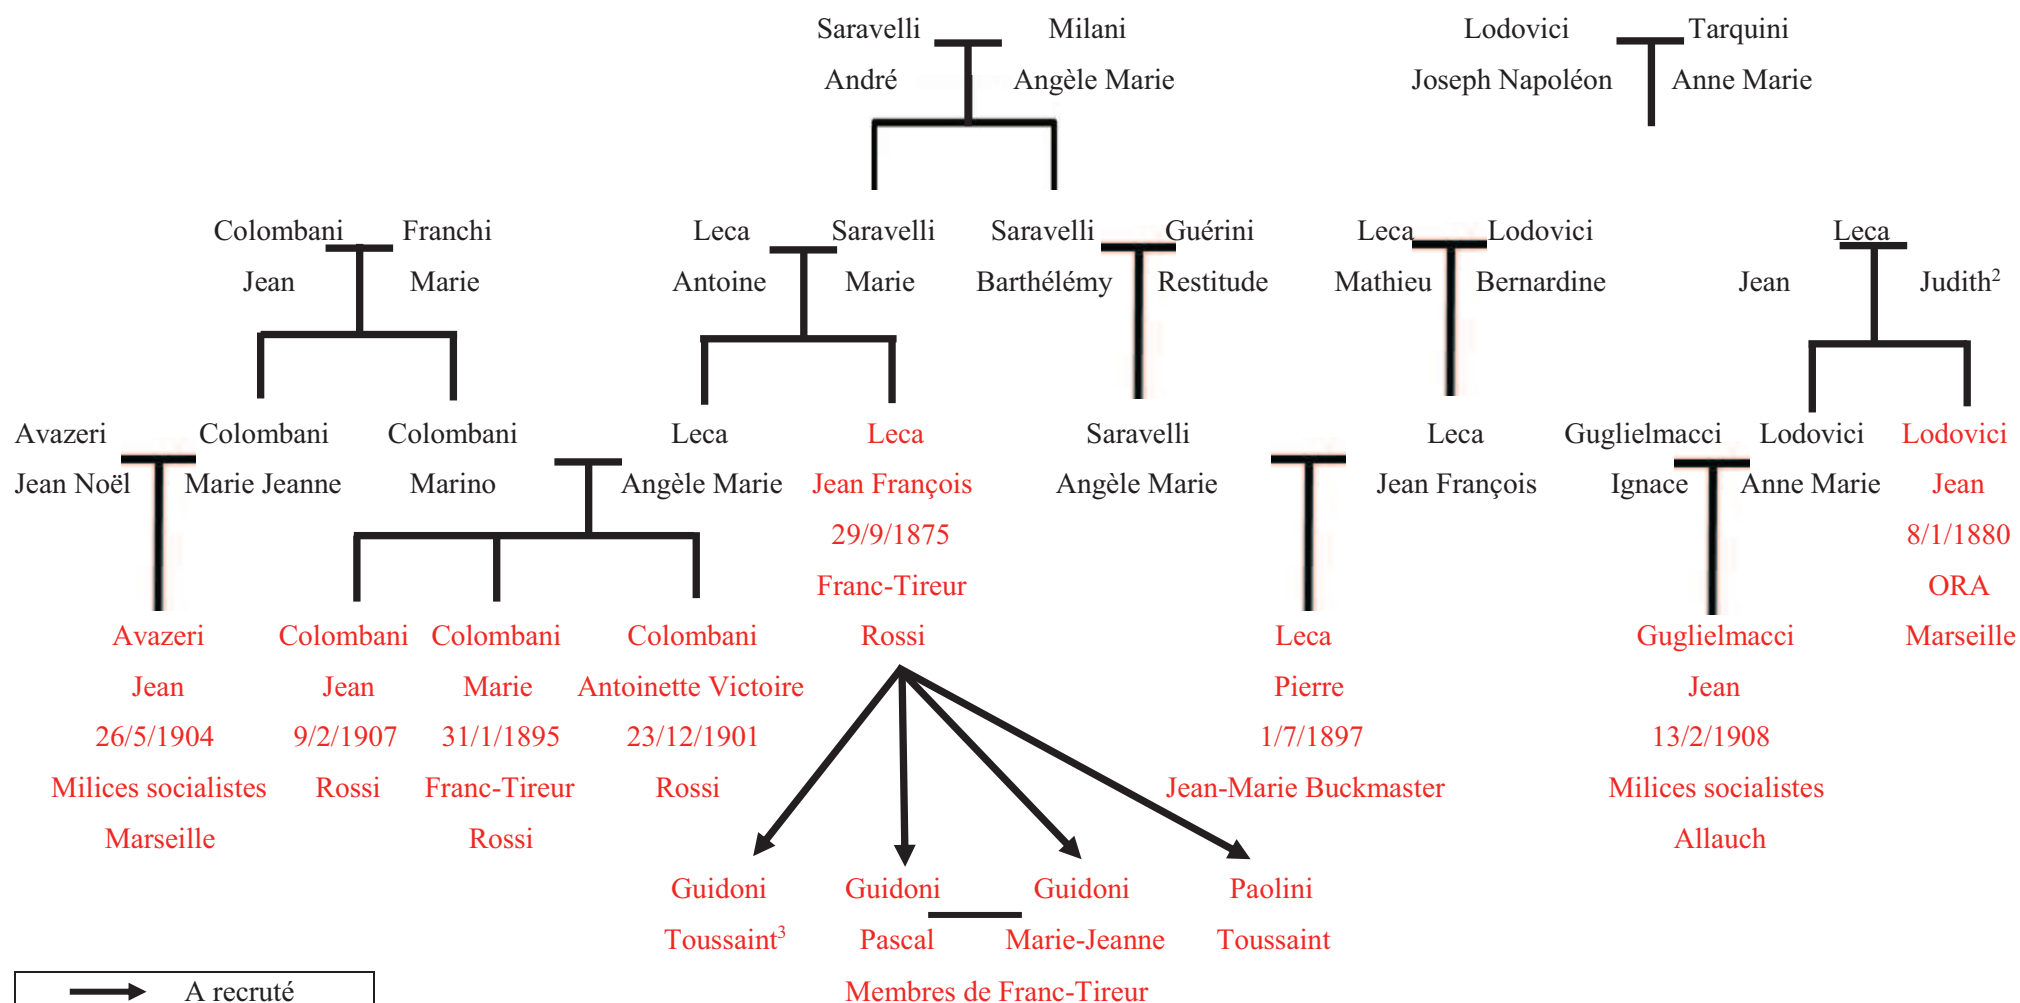 Saravelli Milani Lodovici Tarquini
André Angèle Marie Joseph Napoléon Anne Marie
Colombani Franchi Leca Saravelli Saravelli Guérini Leca Lodovici Leca
Jean Marie Antoine Marie Barthélémy Restitude Mathieu Bernardine Jean Judith²
Avazeri Colombani Colombani Leca Leca Saravelli Leca Guglielmacci Lodovici Lodovici
Jean Noël Marie Jeanne Marino Angèle Marie Jean François Angèle Marie Jean François Ignace Anne Marie Jean
29/9/1875 8/1/1880
Franc-Tireur ORA
Avazeri Colombani Colombani Colombani Rossi Leca Guglielmacci Marseille
Jean Jean Marie Antoinette Victoire Pierre Jean
26/5/1904 9/2/1907 31/1/1895 23/12/1901 1/7/1897 13/2/1908
Milices socialistes Rossi Franc-Tireur Rossi Jean-Marie Buckmaster Milices socialistes
Marseille Rossi Allauch
Guidoni Guidoni Guidoni Paolini
Toussaint³ Pascal Marie-Jeanne Toussaint
A recruté Membres de Franc-Tireur